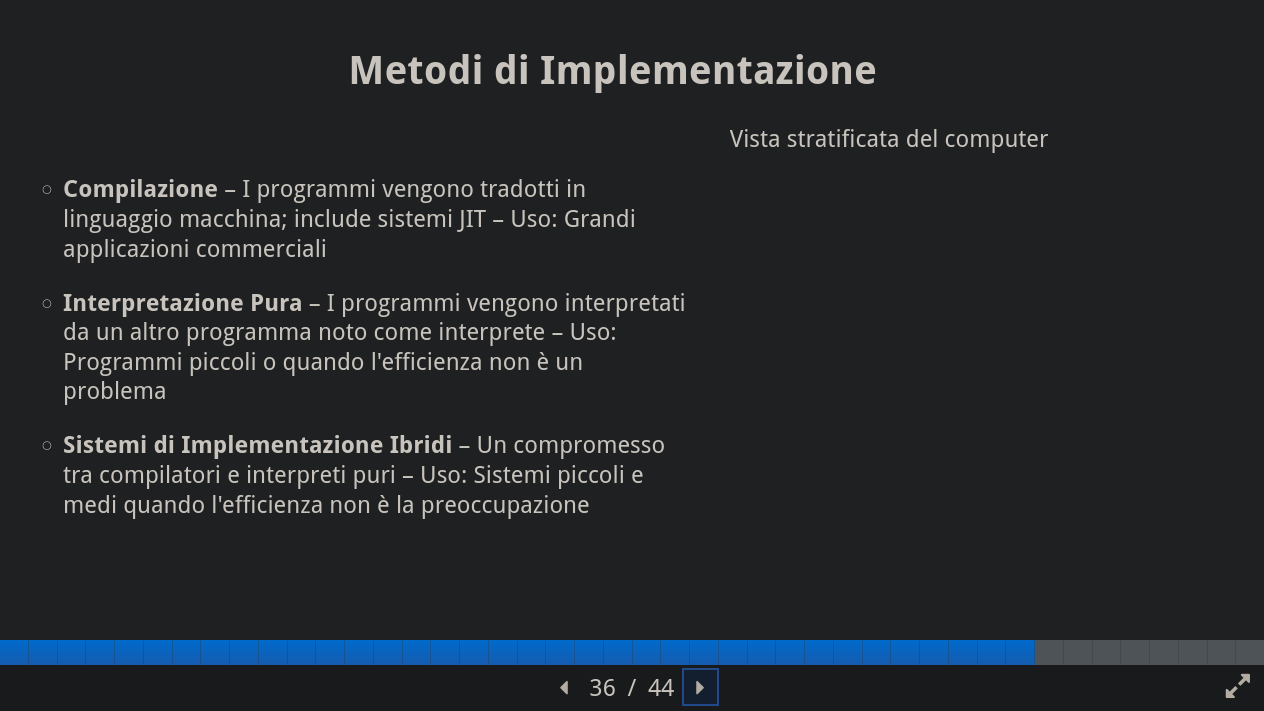 Metodi di Implementazione
Vista stratificata del computer
Compilazione – I programmi vengono tradotti in
linguaggio macchina; include sistemi JIT – Uso: Grandi
applicazioni commerciali
Interpretazione Pura – I programmi vengono interpretati
da un altro programma noto come interprete – Uso:
Programmi piccoli o quando l'efficienza non è un
problema
Sistemi di Implementazione Ibridi – Un compromesso
tra compilatori e interpreti puri – Uso: Sistemi piccoli e
medi quando l'efficienza non è la preoccupazione
36 / 44